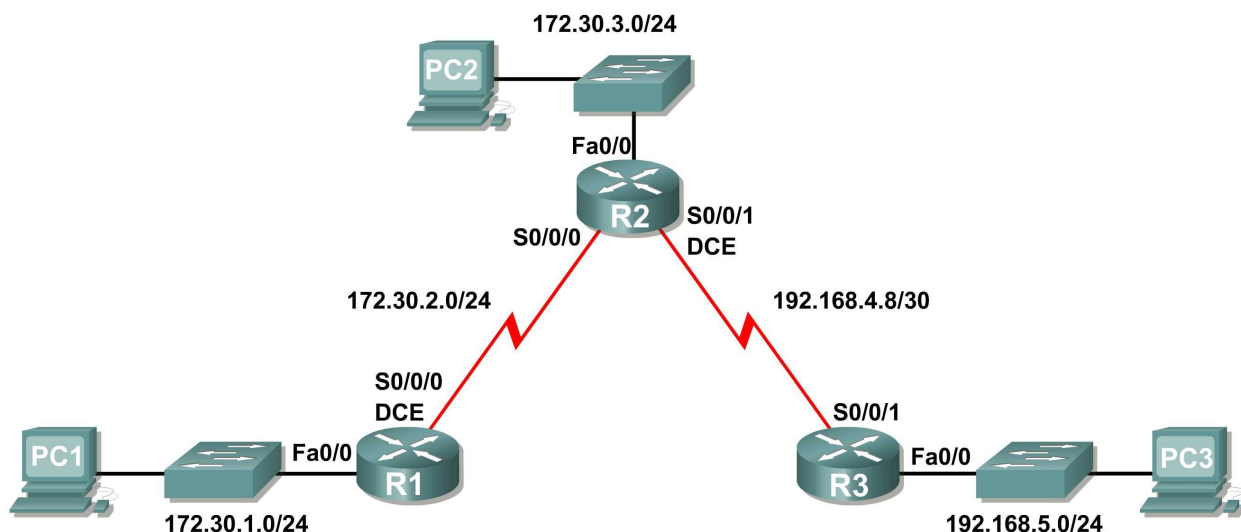 172.30.3.0/24
PC2
Fa0/0
R2
S0/0/1
DCE
S0/0/0
172.30.2.0/24
192.168.4.8/30
S0/0/0
DCE
S0/0/1
PC1
Fa0/0
R1
R3
Fa0/0
PC3
172.30.1.0/24
192.168.5.0/24